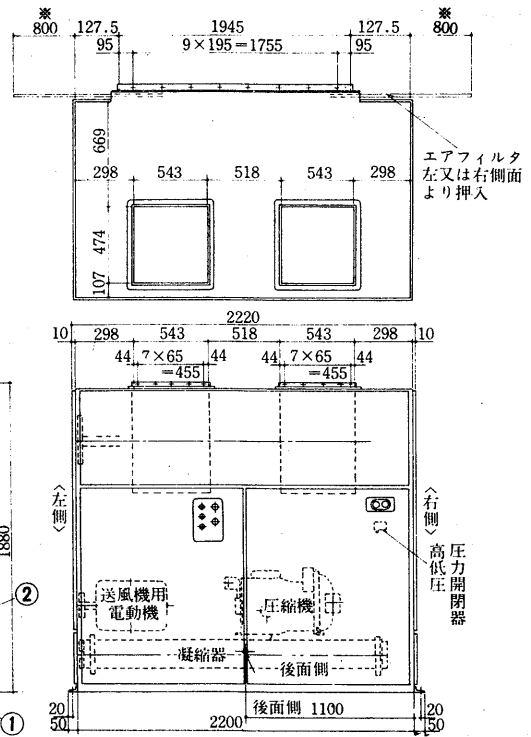 ※ ※
800 127.5 1945 127.5 800
95 9×195=1755 95
669
エアフィルタ
左又は右側面
より挿入
298 543 518 543 298
474
107
2220
10 298 543 518 543 298 10
44 7×65 44 44 7×65 44
=455 =455
1880
〈左側〉
〈右側〉
圧力開閉器
高低圧
②
送風機用
電動機
圧縮機
凝縮器
後面側
20 後面側 1100 20
① 50 2200 50